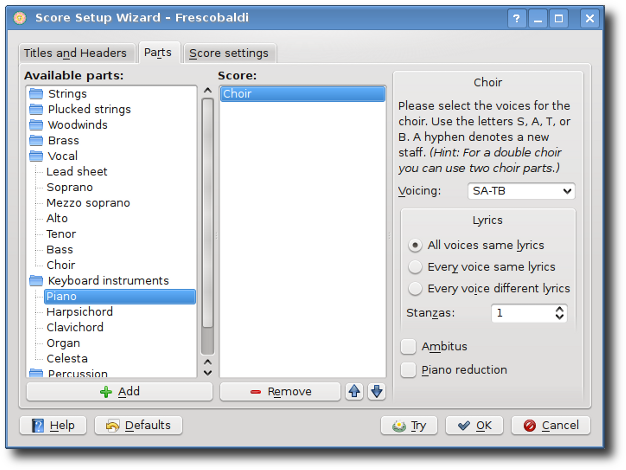 Score Setup Wizard – Frescobaldi
Titles and Headers
Parts
Score settings
Available parts:
Strings
Plucked strings
Woodwinds
Brass
Vocal
Lead sheet
Soprano
Mezzo soprano
Alto
Tenor
Bass
Choir
Keyboard instruments
Piano
Harpsichord
Clavichord
Organ
Celesta
Percussion
Add
Score:
Choir
Remove
Choir
Please select the voices for the
choir. Use the letters S, A, T, or
B. A hyphen denotes a new
staff. (Hint: For a double choir
you can use two choir parts.)
Voicing: SA-TB
Lyrics
All voices same lyrics
Every voice same lyrics
Every voice different lyrics
Stanzas: 1
Ambitus
Piano reduction
Help
Defaults
Try
OK
Cancel